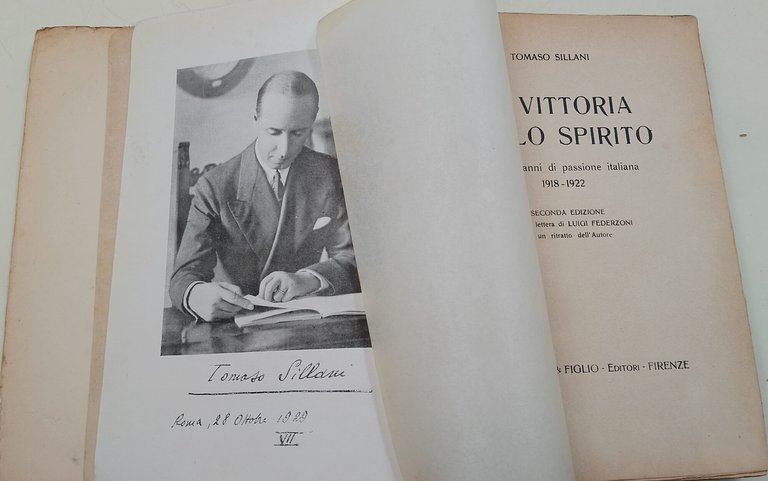 Tomaso Sillani
Roma, 28 Ottobre 1929
VII
TOMASO SILLANI
VITTORIA
LO SPIRITO
anni di passione italiana
1918-1922
SECONDA EDIZIONE
lettera di LUIGI FEDERZONI
un ritratto dell'Autore
FIGLIO - EDITORI - FIRENZE